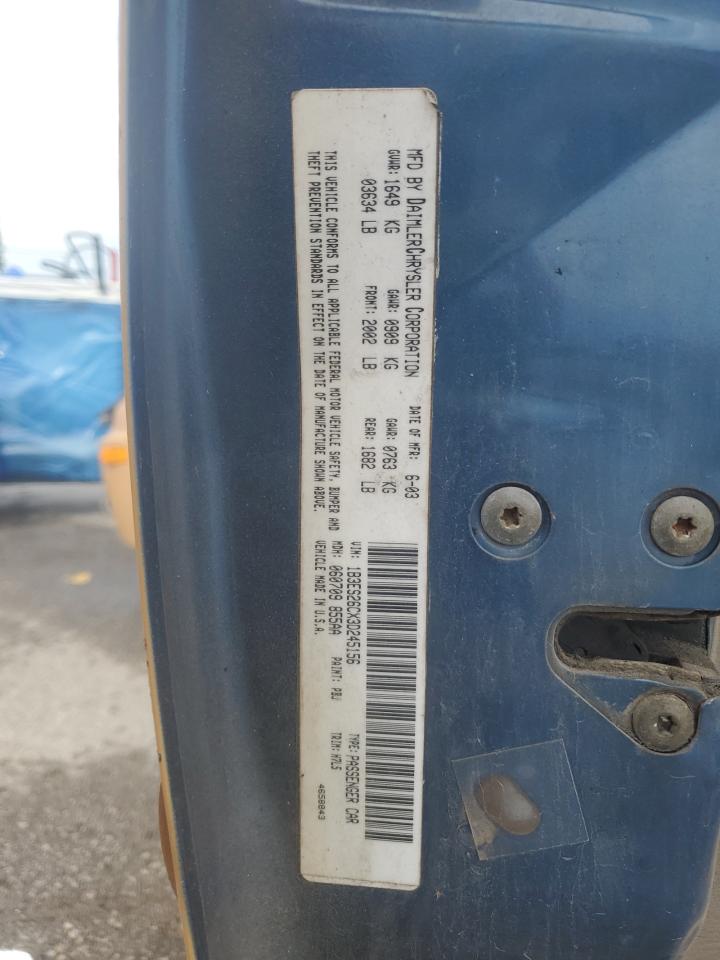 MFD BY DAIMLERCHRYSLER CORPORATION DATE OF MFR: 6-03
GVWR: 1649 KG GAWR: 0909 KG GAWR: 0763 KG
03634 LB FRONT: 2002 LB REAR: 1682 LB
THIS VEHICLE CONFORMS TO ALL APPLICABLE FEDERAL MOTOR VEHICLE SAFETY, BUMPER AND
THEFT PREVENTION STANDARDS IN EFFECT ON THE DATE OF MANUFACTURE SHOWN ABOVE.
VIN: 1B3ES26CX3D245156 TYPE: PASSENGER CAR
MDH: 060709 855AA PAINT: PBJ TRIM: H7L5
VEHICLE MADE IN U.S.A.
4658843